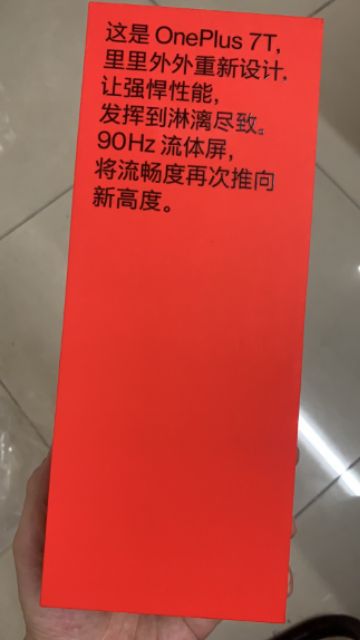 这是 OnePlus 7T,
里里外外重新设计.
让强悍性能,
发挥到淋漓尽致。
90Hz 流体屏,
将流畅度再次推向
新高度。